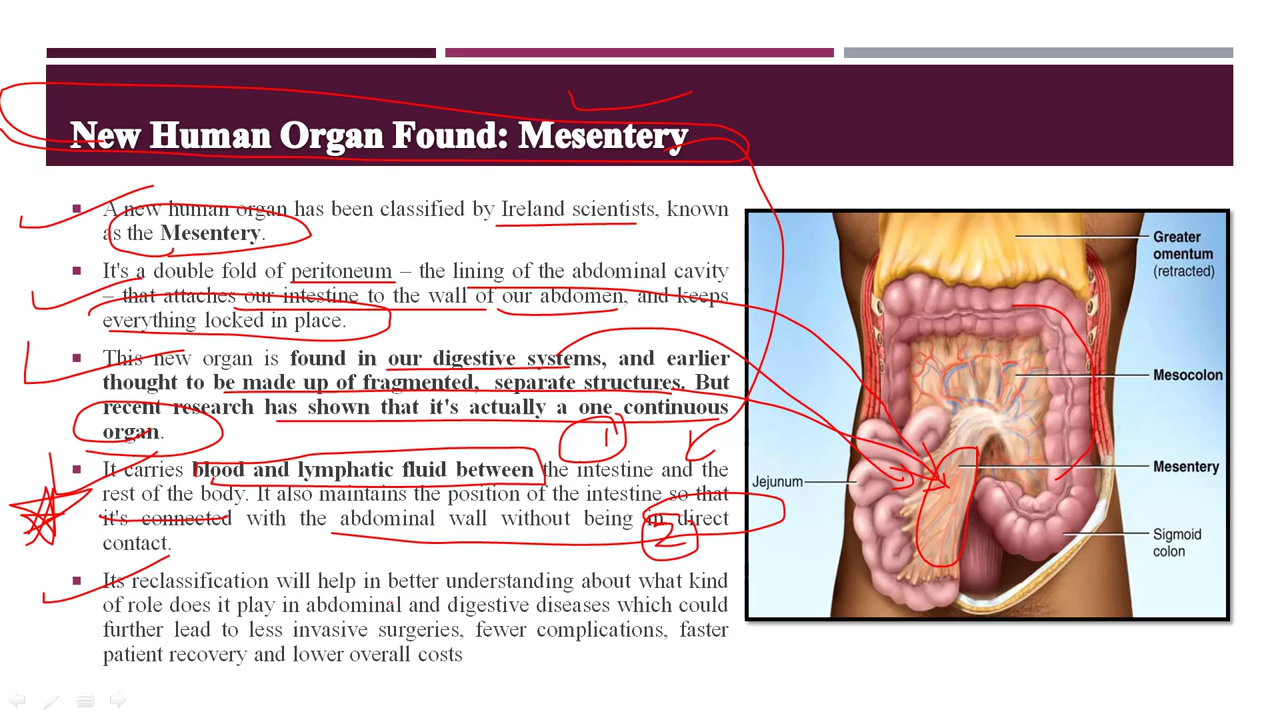 New Human Organ Found: Mesentery
A new human organ has been classified by Ireland scientists, known
as the Mesentery.
It's a double fold of peritoneum – the lining of the abdominal cavity
– that attaches our intestine to the wall of our abdomen, and keeps
everything locked in place.
This new organ is found in our digestive systems, and earlier
thought to be made up of fragmented, separate structures. But
recent research has shown that it's actually a one continuous
organ.
1
It carries blood and lymphatic fluid between the intestine and the
rest of the body. It also maintains the position of the intestine so that
it's connected with the abdominal wall without being in direct
contact.
2
Its reclassification will help in better understanding about what kind
of role does it play in abdominal and digestive diseases which could
further lead to less invasive surgeries, fewer complications, faster
patient recovery and lower overall costs
Greater
omentum
(retracted)
Mesocolon
Mesentery
Jejunum
Sigmoid
colon